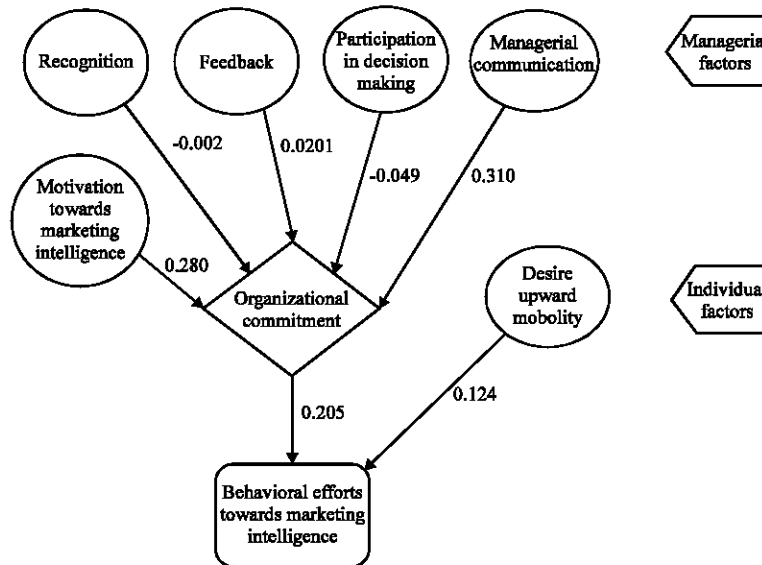 Recognition
Feedback
Participation
in decision
making
Managerial
communication
Manageria
factors
-0.002
0.0201
-0.049
0.310
Motivation
towards
marketing
intelligence
0.280
Organizational
commitment
Desire
upward
mobolity
Individua
factors
0.205
0.124
Behavioral efforts
towards marketing
intelligence